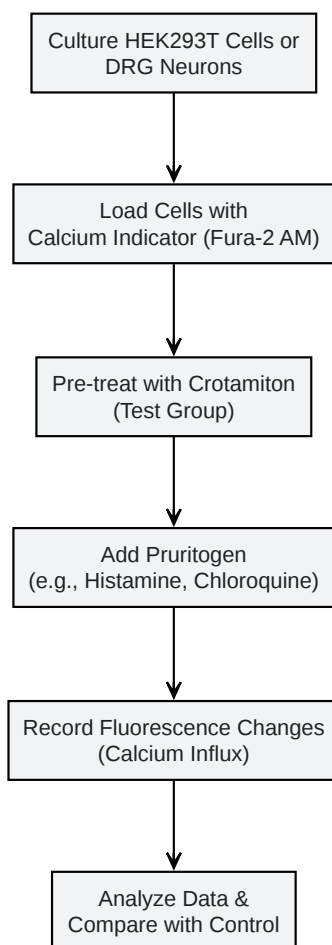 Culture HEK293T Cells or
DRG Neurons
Load Cells with
Calcium Indicator (Fura-2 AM)
Pre-treat with Crotamiton
(Test Group)
Add Pruritogen
(e.g., Histamine, Chloroquine)
Record Fluorescence Changes
(Calcium Influx)
Analyze Data &
Compare with Control